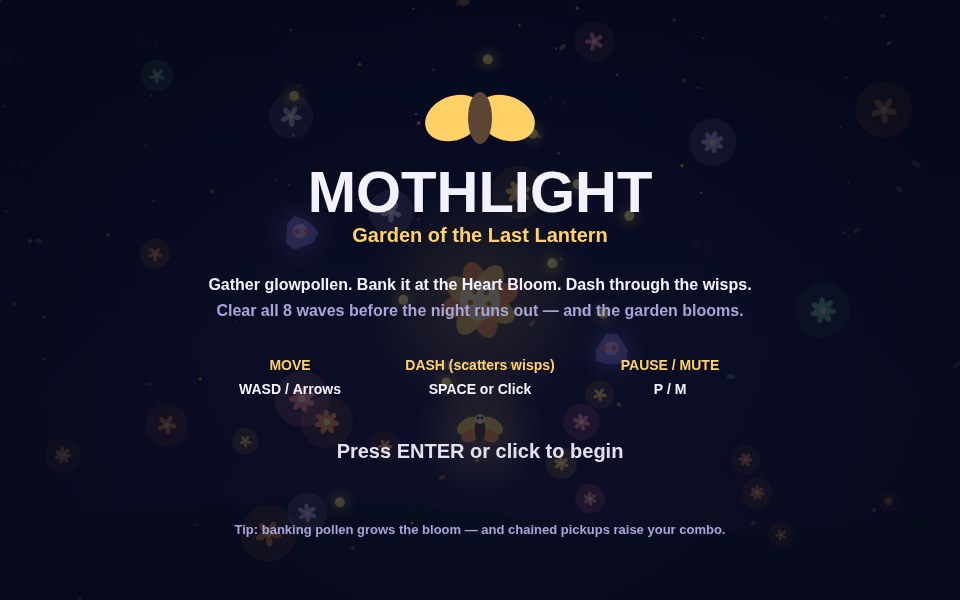 MOTHLIGHT
Garden of the Last Lantern
Gather glowpollen. Bank it at the Heart Bloom. Dash through the wisps.
Clear all 8 waves before the night runs out — and the garden blooms.
MOVE DASH (scatters wisps) PAUSE / MUTE
WASD / Arrows SPACE or Click P / M
Press ENTER or click to begin
Tip: banking pollen grows the bloom — and chained pickups raise your combo.